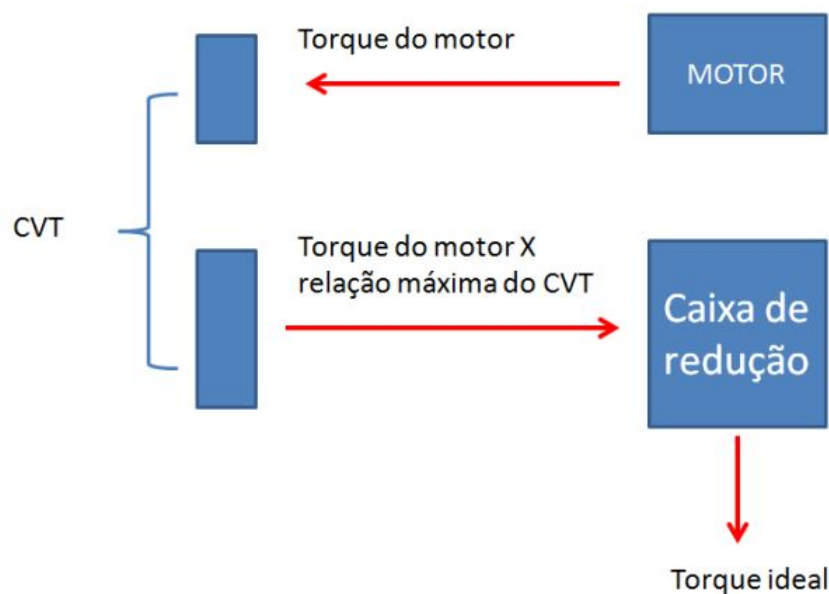 Torque do motor
MOTOR
CVT
Torque do motor X
relação máxima do CVT
Caixa de
redução
Torque ideal